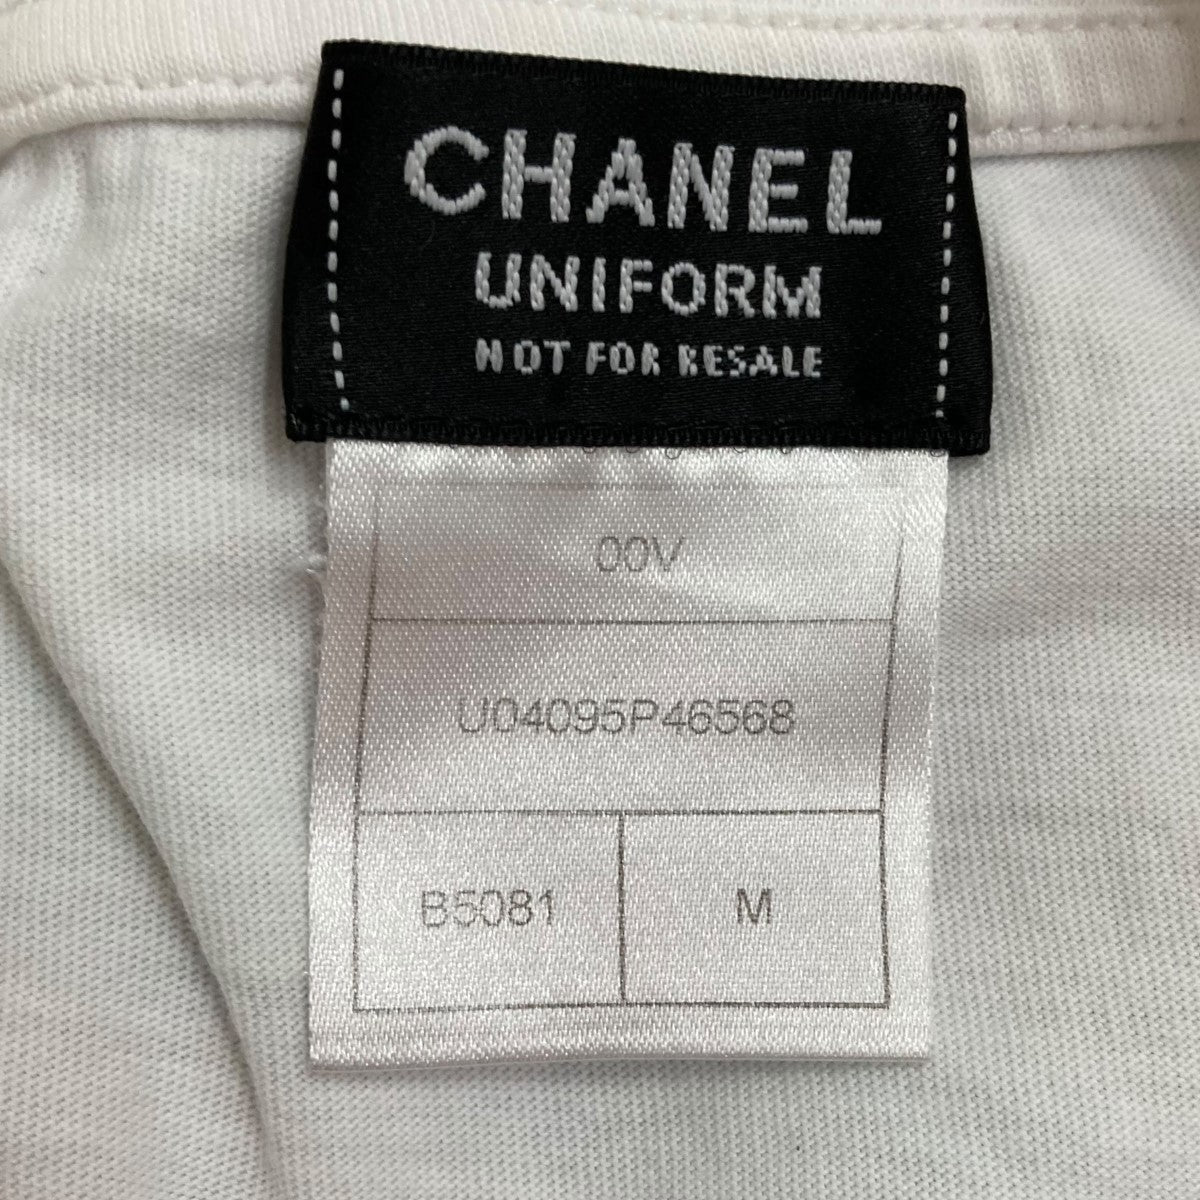 CHANEL
UNIFORM
NOT FOR RESALE
00V
U04095P46568
B5081 M